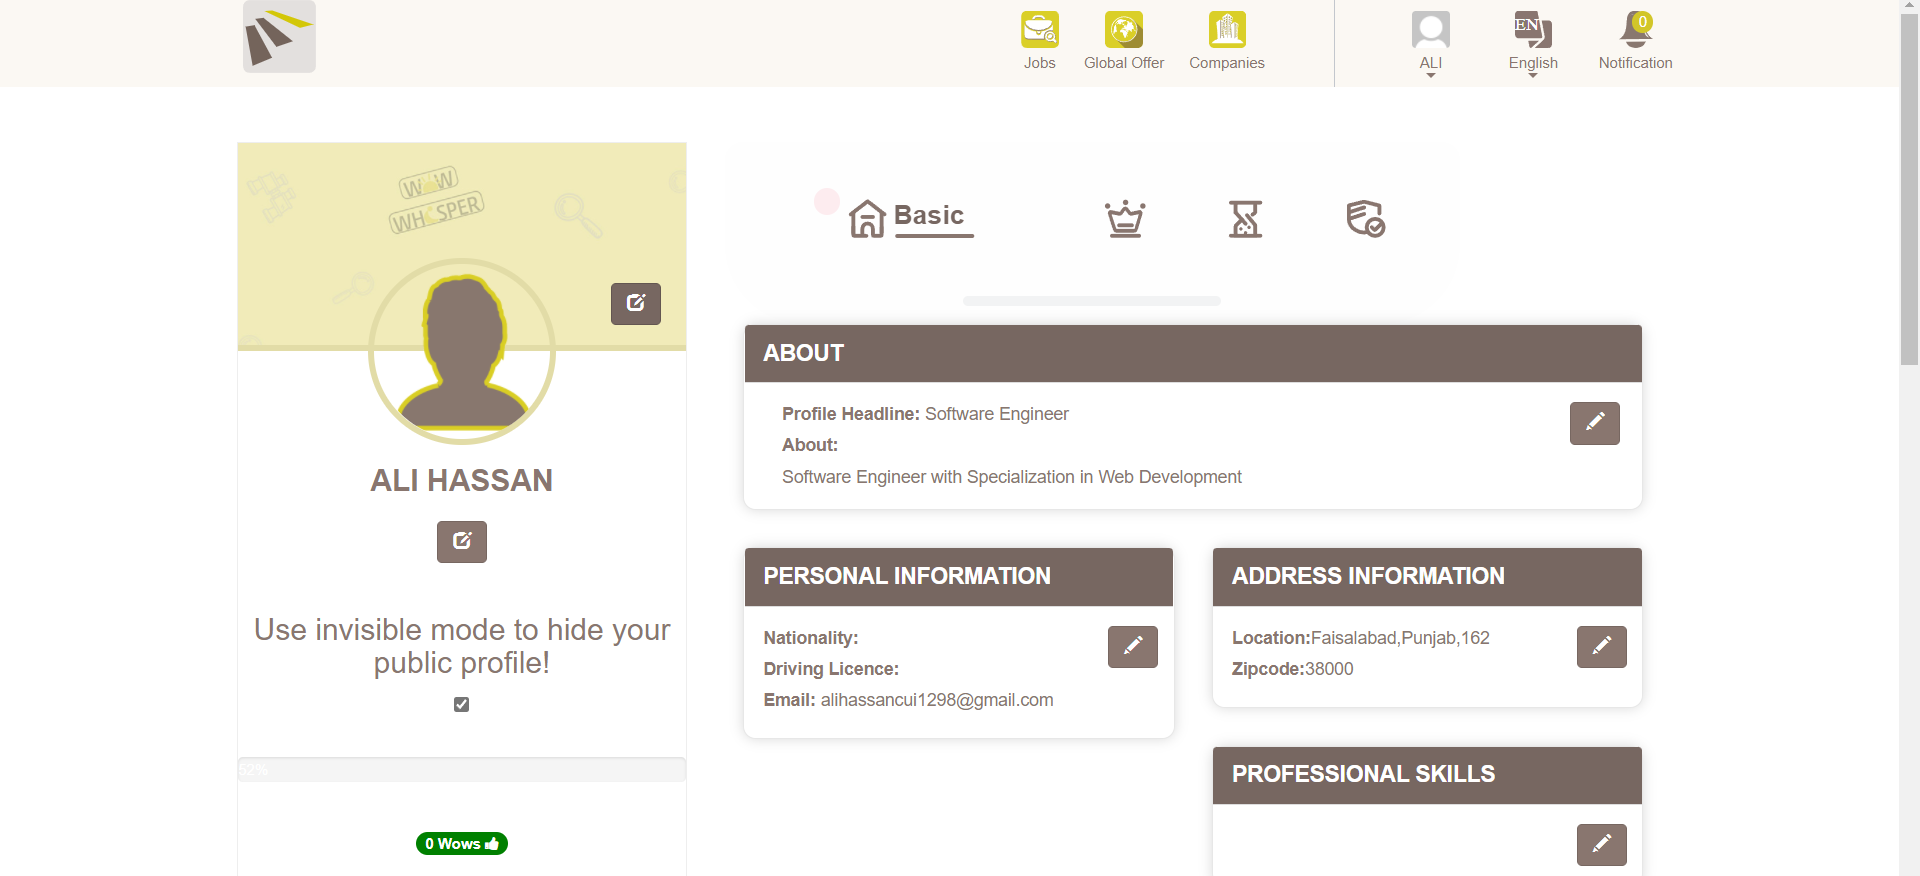 Jobs
Global Offer
Companies
ALI
EN
English
0
Notification
WOW
WHISPER
ALI HASSAN
Use invisible mode to hide your
public profile!
52%
0 Wows
Basic
ABOUT
Profile Headline: Software Engineer
About:
Software Engineer with Specialization in Web Development
PERSONAL INFORMATION
Nationality:
Driving Licence:
Email: alihassancui1298@gmail.com
ADDRESS INFORMATION
Location:Faisalabad,Punjab,162
Zipcode:38000
PROFESSIONAL SKILLS